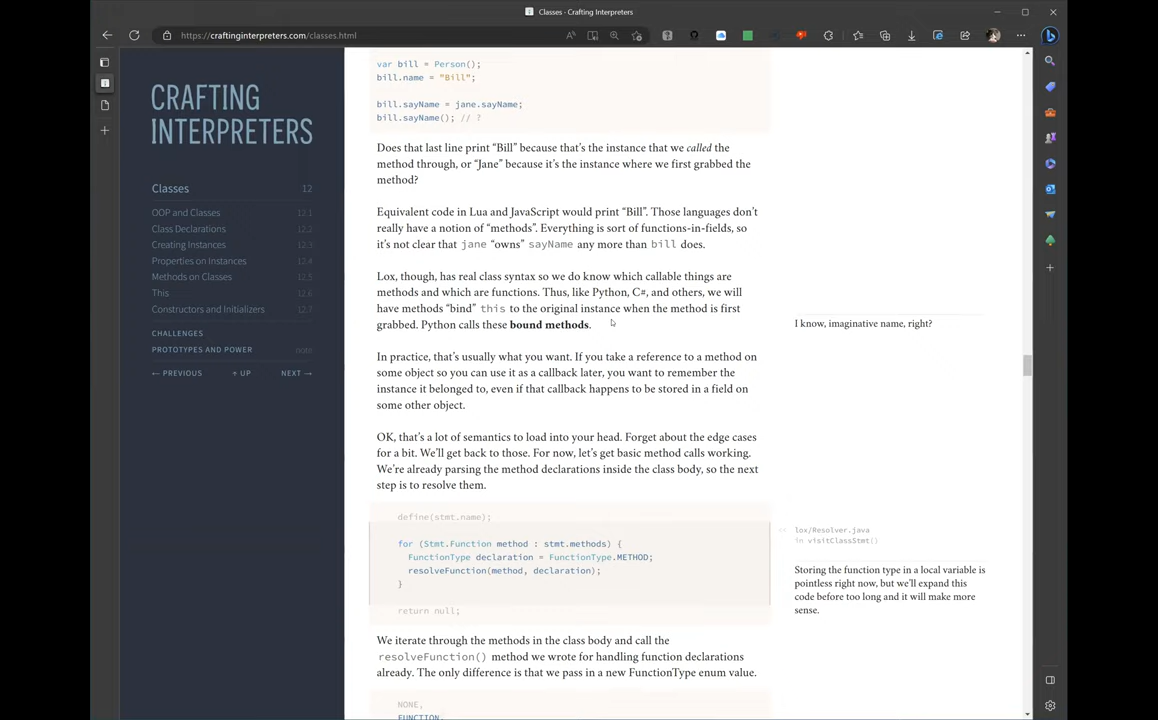 Classes · Crafting Interpreters
https://craftinginterpreters.com/classes.html
CRAFTING
INTERPRETERS
Classes 12
OOP and Classes 12.1
Class Declarations 12.2
Creating Instances 12.3
Properties on Instances 12.4
Methods on Classes 12.5
This 12.6
Constructors and Initializers 12.7
CHALLENGES
PROTOTYPES AND POWER note
← PREVIOUS ↑ UP NEXT →
var bill = Person();
bill.name = "Bill";
bill.sayName = jane.sayName;
bill.sayName(); // ?
Does that last line print “Bill” because that’s the instance that we called the
method through, or “Jane” because it’s the instance where we first grabbed the
method?
Equivalent code in Lua and JavaScript would print “Bill”. Those languages don’t
really have a notion of “methods”. Everything is sort of functions-in-fields, so
it’s not clear that jane “owns” sayName any more than bill does.
Lox, though, has real class syntax so we do know which callable things are
methods and which are functions. Thus, like Python, C#, and others, we will
have methods “bind” this to the original instance when the method is first
grabbed. Python calls these bound methods.
I know, imaginative name, right?
In practice, that’s usually what you want. If you take a reference to a method on
some object so you can use it as a callback later, you want to remember the
instance it belonged to, even if that callback happens to be stored in a field on
some other object.
OK, that’s a lot of semantics to load into your head. Forget about the edge cases
for a bit. We’ll get back to those. For now, let’s get basic method calls working.
We’re already parsing the method declarations inside the class body, so the next
step is to resolve them.
define(stmt.name);
for (Stmt.Function method : stmt.methods) {
FunctionType declaration = FunctionType.METHOD;
resolveFunction(method, declaration);
}
return null;
lox/Resolver.java
in visitClassStmt()
Storing the function type in a local variable is
pointless right now, but we’ll expand this
code before too long and it will make more
sense.
We iterate through the methods in the class body and call the
resolveFunction() method we wrote for handling function declarations
already. The only difference is that we pass in a new FunctionType enum value.
NONE,
FUNCTION,